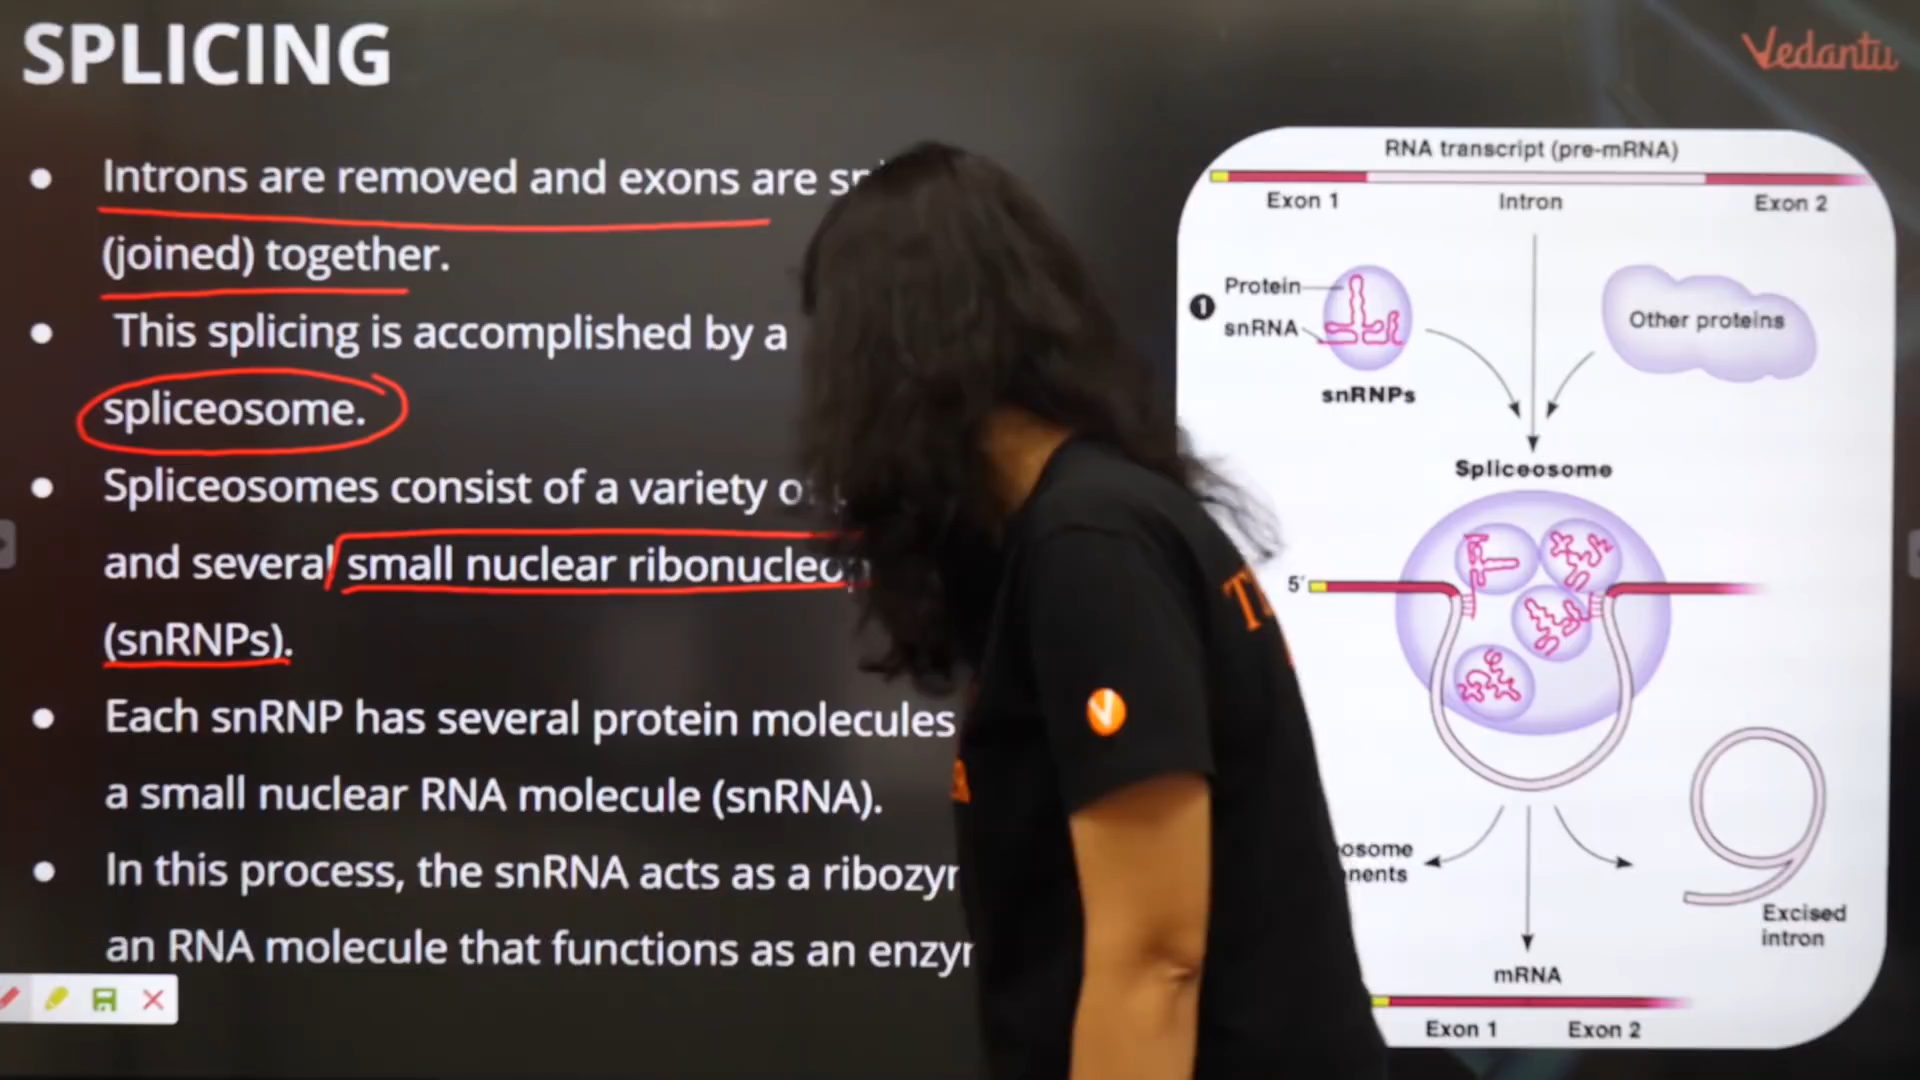 SPLICING
Vedantu
Introns are removed and exons are
(joined) together.
This splicing is accomplished by a
spliceosome.
Spliceosomes consist of a variety
and several small nuclear
(snRNPs).
Each snRNP has several protein molecules
a small nuclear RNA molecule (snRNA).
In this process, the snRNA acts as a
an RNA molecule that functions as an
RNA transcript (pre-mRNA)
Exon 1 Intron Exon 2
1
Protein
snRNA
snRNPs
Other proteins
Spliceosome
5'
Excised
intron
mRNA
Exon 1 Exon 2
V